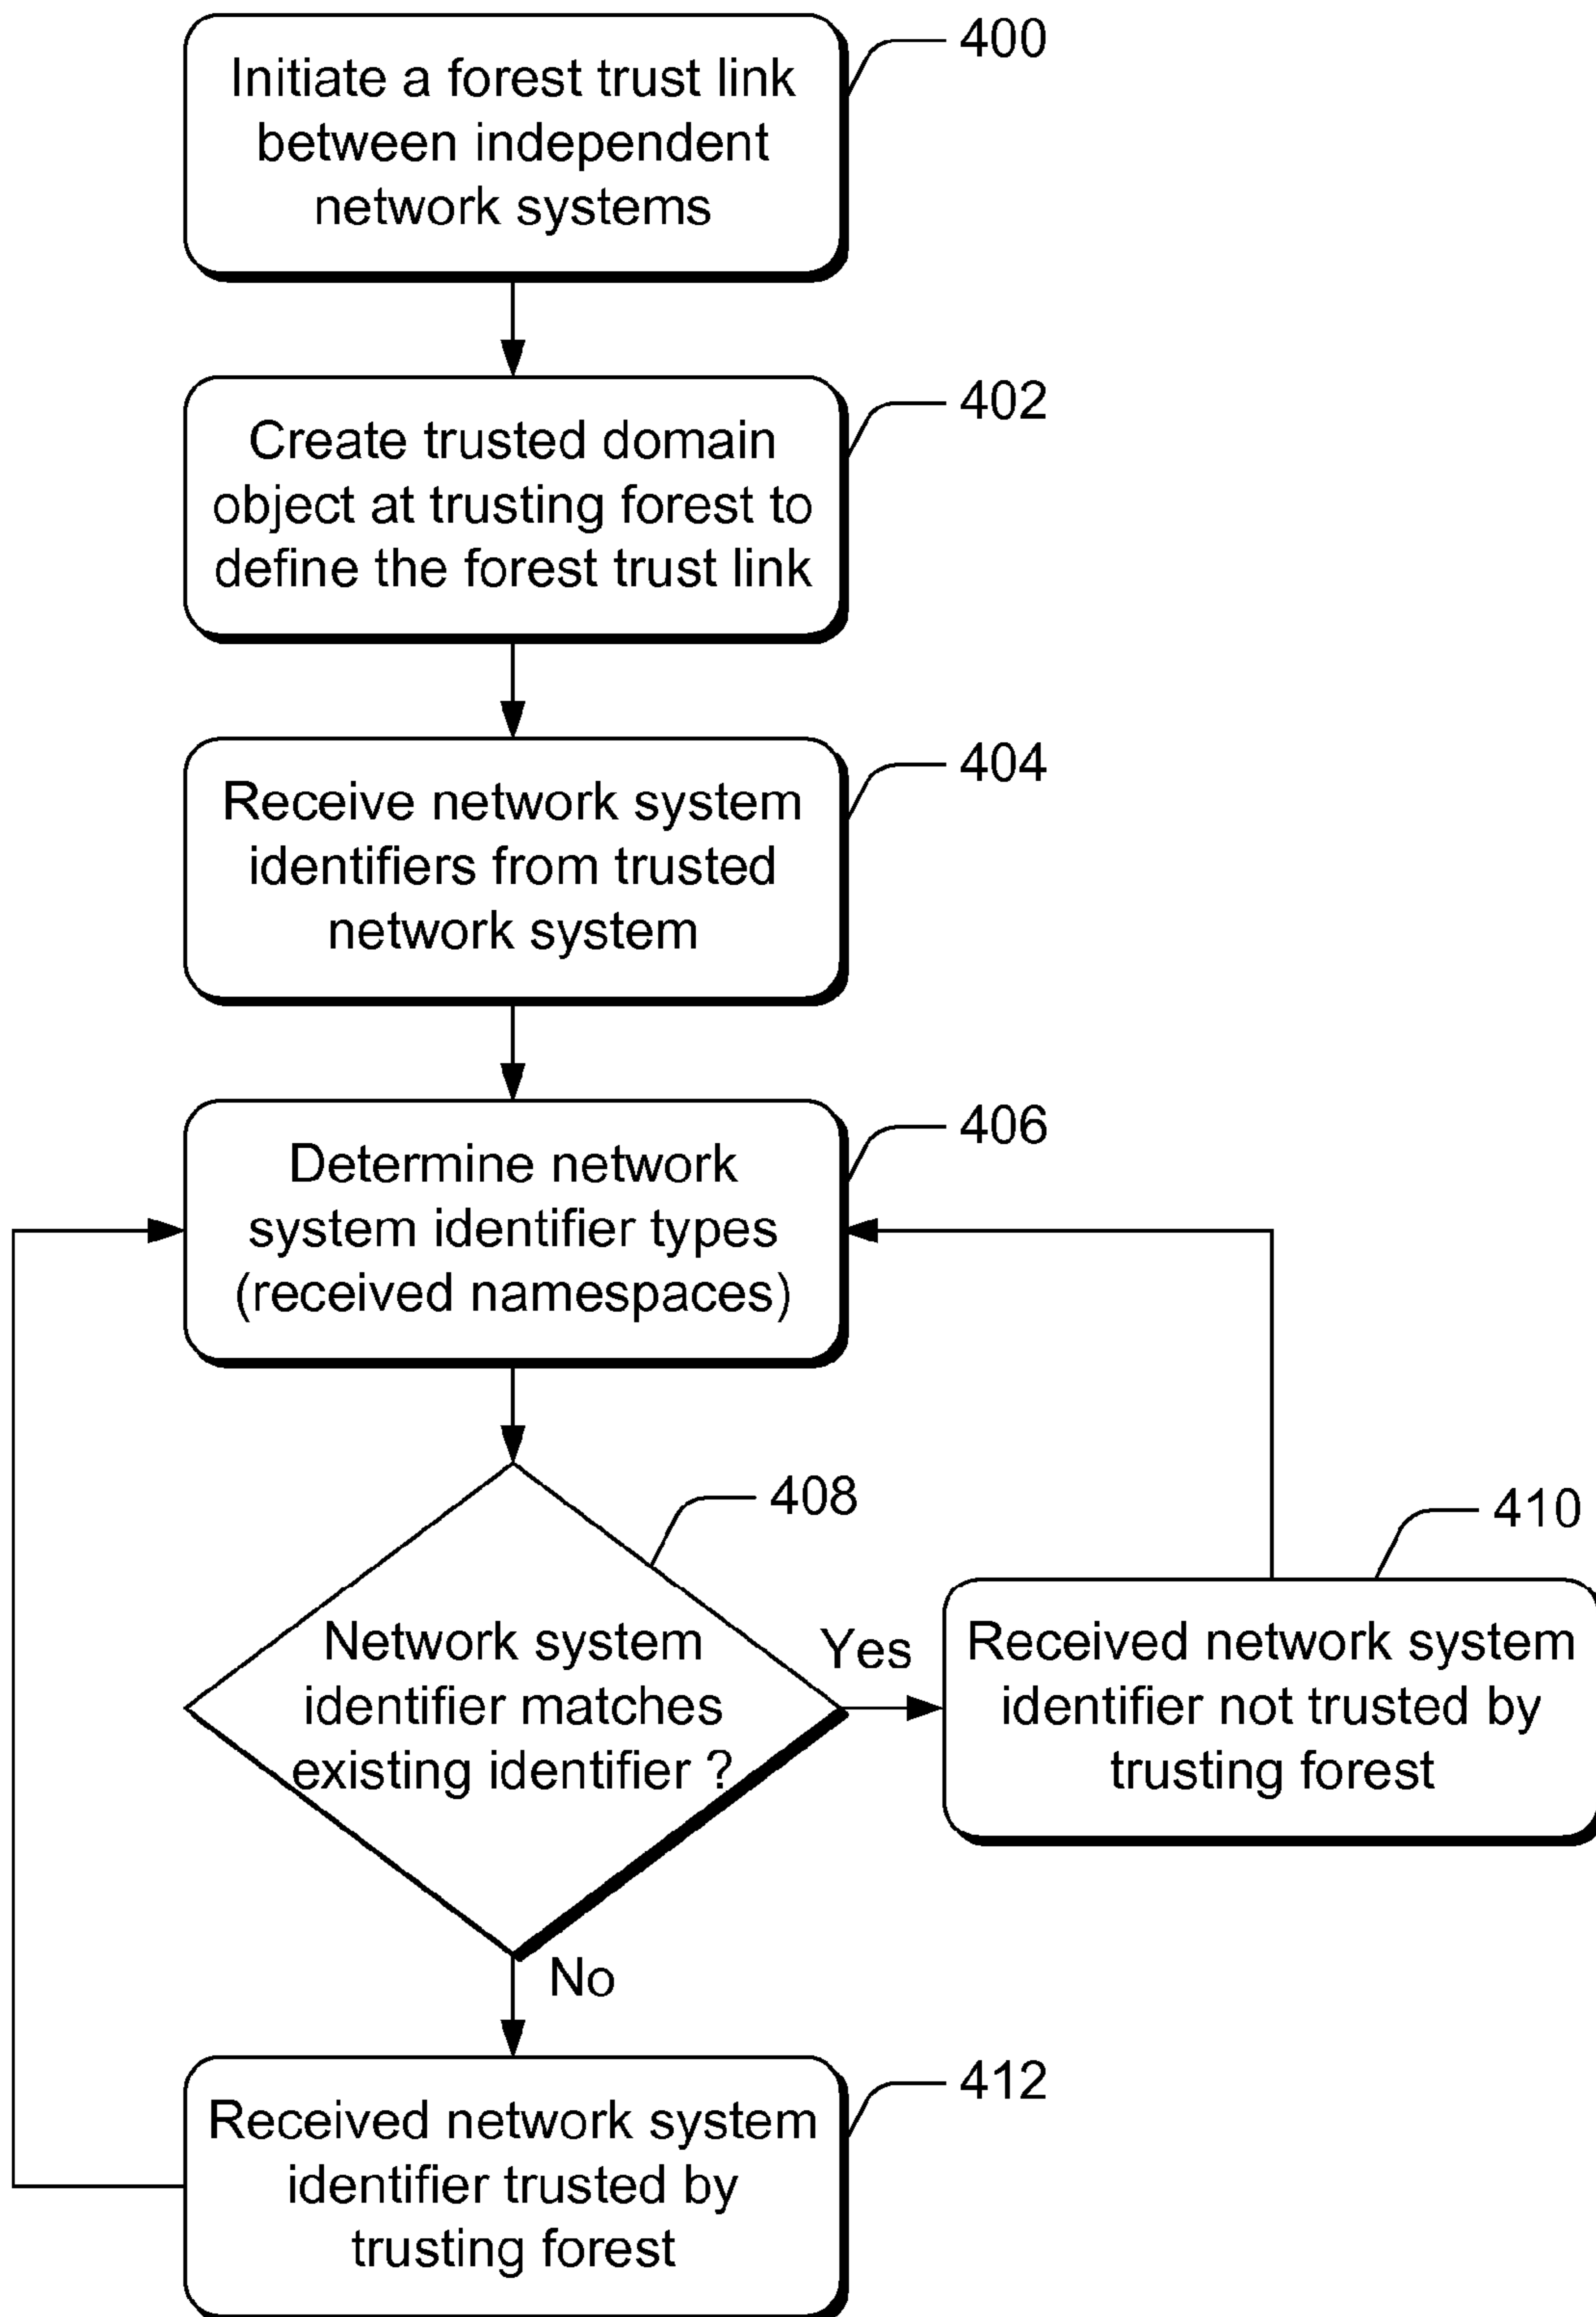 400
Initiate a forest trust link
between independent
network systems
402
Create trusted domain
object at trusting forest to
define the forest trust link
404
Receive network system
identifiers from trusted
network system
406
Determine network
system identifier types
(received namespaces)
408
Network system
identifier matches
existing identifier ?
Yes
410
Received network system
identifier not trusted by
trusting forest
No
412
Received network system
identifier trusted by
trusting forest